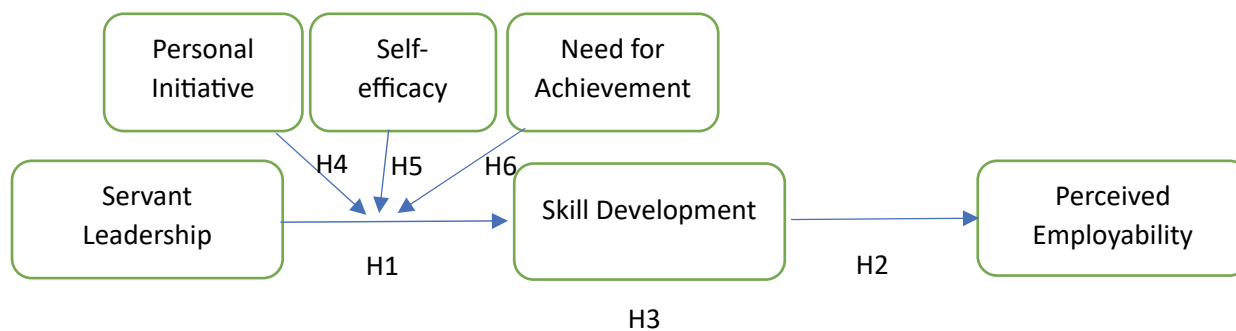 Personal
Initiative
Self-
efficacy
Need for
Achievement
H4
H5
H6
Servant
Leadership
Skill Development
Perceived
Employability
H1
H2
H3